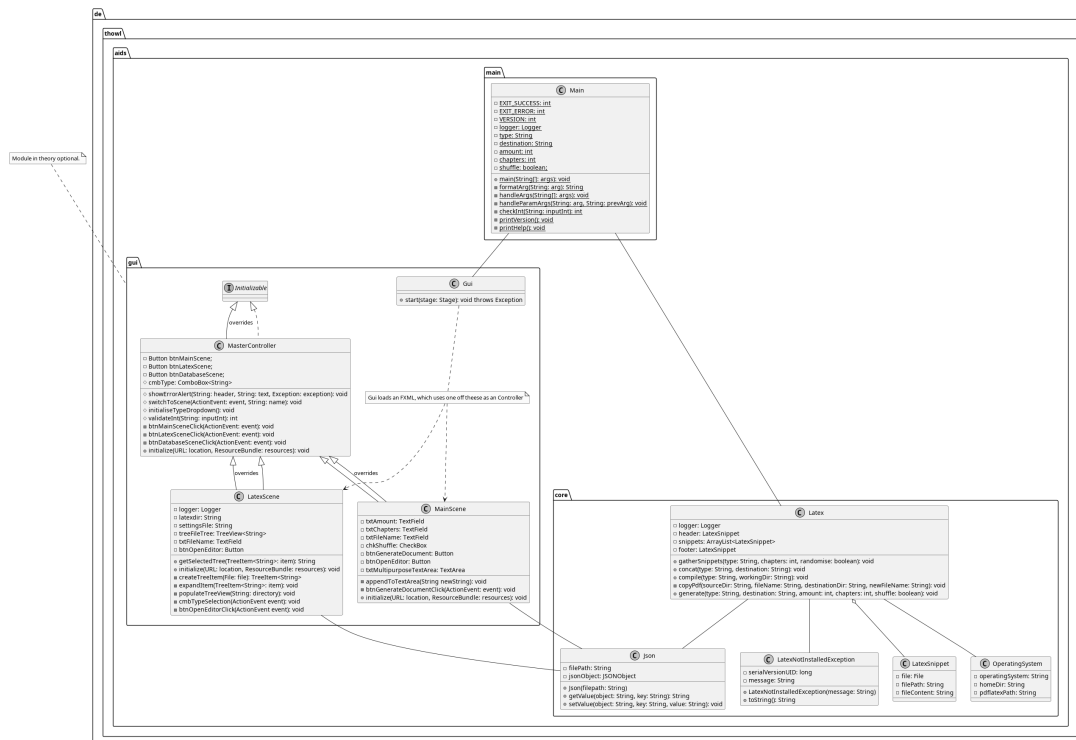 de
thowl
aids
main
Main
EXIT_SUCCESS: int
EXIT_ERROR: int
VERSION: int
logger: Logger
type: String
destination: String
amount: int
chapters: int
shuffle: boolean;
main(String[]: args): void
formatArg(String: arg): String
handleArgs(String[]: args): void
handleParamArgs(String: arg, String: prevArg): void
checkInt(String: inputInt): int
printVersion(): void
printHelp(): void
Module in theory optional.
gui
Initializable
Gui
start(stage: Stage): void throws Exception
overrides
MasterController
Button btnMainScene;
Button btnLatexScene;
Button btnDatabaseScene;
cmbType: ComboBox<String>
showErrorAlert(String: header, String: text, Exception: exception): void
switchToScene(ActionEvent: event, String: name): void
initialiseTypeDropdown(): void
validateInt(String: inputInt): int
btnMainSceneClick(ActionEvent: event): void
btnLatexSceneClick(ActionEvent: event): void
btnDatabaseSceneClick(ActionEvent: event): void
initialize(URL: location, ResourceBundle: resources): void
Gui loads an FXML, which uses one off theese as an Controller
overrides
overrides
LatexScene
logger: Logger
latexdir: String
settingsFile: String
treeFileTree: TreeView<String>
txtFileName: TextField
btnOpenEditor: Button
getSelectedTree(TreeItem<String>: item): String
initialize(URL: location, ResourceBundle: resources): void
createTreeItem(File: file): TreeItem<String>
expandItem(TreeItem<String>: item): void
populateTreeView(String: directory): void
cmbTypeSelection(ActionEvent event): void
btnOpenEditorClick(ActionEvent event): void
MainScene
txtAmount: TextField
txtChapters: TextField
txtFileName: TextField
chkShuffle: CheckBox
btnGenerateDocument: Button
btnOpenEditor: Button
txtMultipurposeTextArea: TextArea
appendToTextArea(String newString): void
btnGenerateDocumentClick(ActionEvent: event): void
initialize(URL: location, ResourceBundle: resources): void
core
Latex
logger: Logger
header: LatexSnippet
snippets: ArrayList<LatexSnippet>
footer: LatexSnippet
gatherSnippets(type: String, chapters: int, randomise: boolean): void
concat(type: String, destination: String): void
compile(type: String, workingDir: String): void
copyPdf(sourceDir: String, fileName: String, destinationDir: String, newFileName: String): void
generate(type: String, destination: String, amount: int, chapters: int, shuffle: boolean): void
Json
filePath: String
jsonObject: JSONObject
Json(filepath: String)
getValue(object: String, key: String): String
setValue(object: String, key: String, value: String): void
LatexNotInstalledException
serialVersionUID: long
message: String
LatexNotInstalledException(message: String)
toString(): String
LatexSnippet
file: File
filePath: String
fileContent: String
OperatingSystem
operatingSystem: String
homeDir: String
pdflatexPath: String